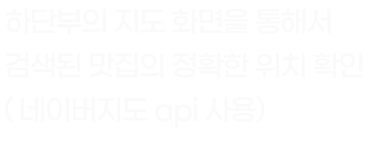 하단부의 지도 화면을 통해서
검색된 맛집의 정확한 위치 확인
( 네이버지도 api 사용)